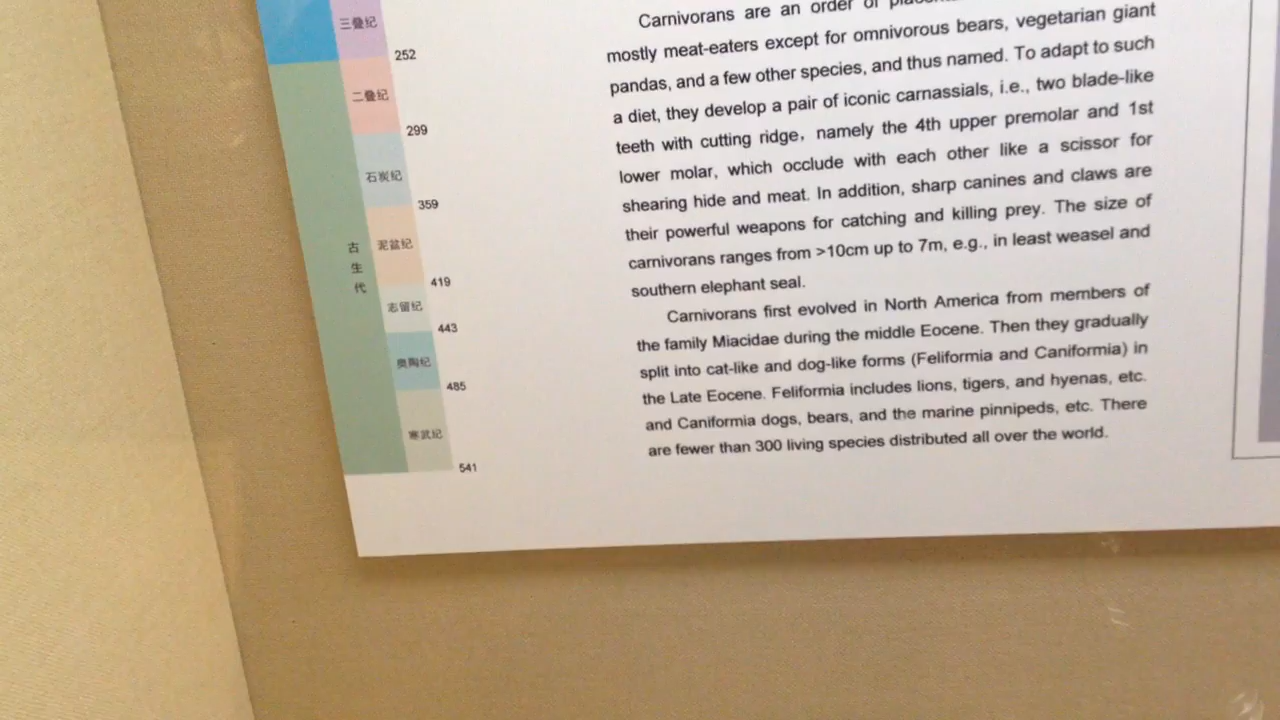 三叠纪
252
二叠纪
299
石炭纪
359
泥盆纪
419
志留纪
443
奥陶纪
485
寒武纪
541
古
生
代
Carnivorans are an order of
mostly meat-eaters except for omnivorous bears, vegetarian giant
pandas, and a few other species, and thus named. To adapt to such
a diet, they develop a pair of iconic carnassials, i.e., two blade-like
teeth with cutting ridge, namely the 4th upper premolar and 1st
lower molar, which occlude with each other like a scissor for
shearing hide and meat. In addition, sharp canines and claws are
their powerful weapons for catching and killing prey. The size of
carnivorans ranges from >10cm up to 7m, e.g., in least weasel and
southern elephant seal.
Carnivorans first evolved in North America from members of
the family Miacidae during the middle Eocene. Then they gradually
split into cat-like and dog-like forms (Feliformia and Caniformia) in
the Late Eocene. Feliformia includes lions, tigers, and hyenas, etc.
and Caniformia dogs, bears, and the marine pinnipeds, etc. There
are fewer than 300 living species distributed all over the world.